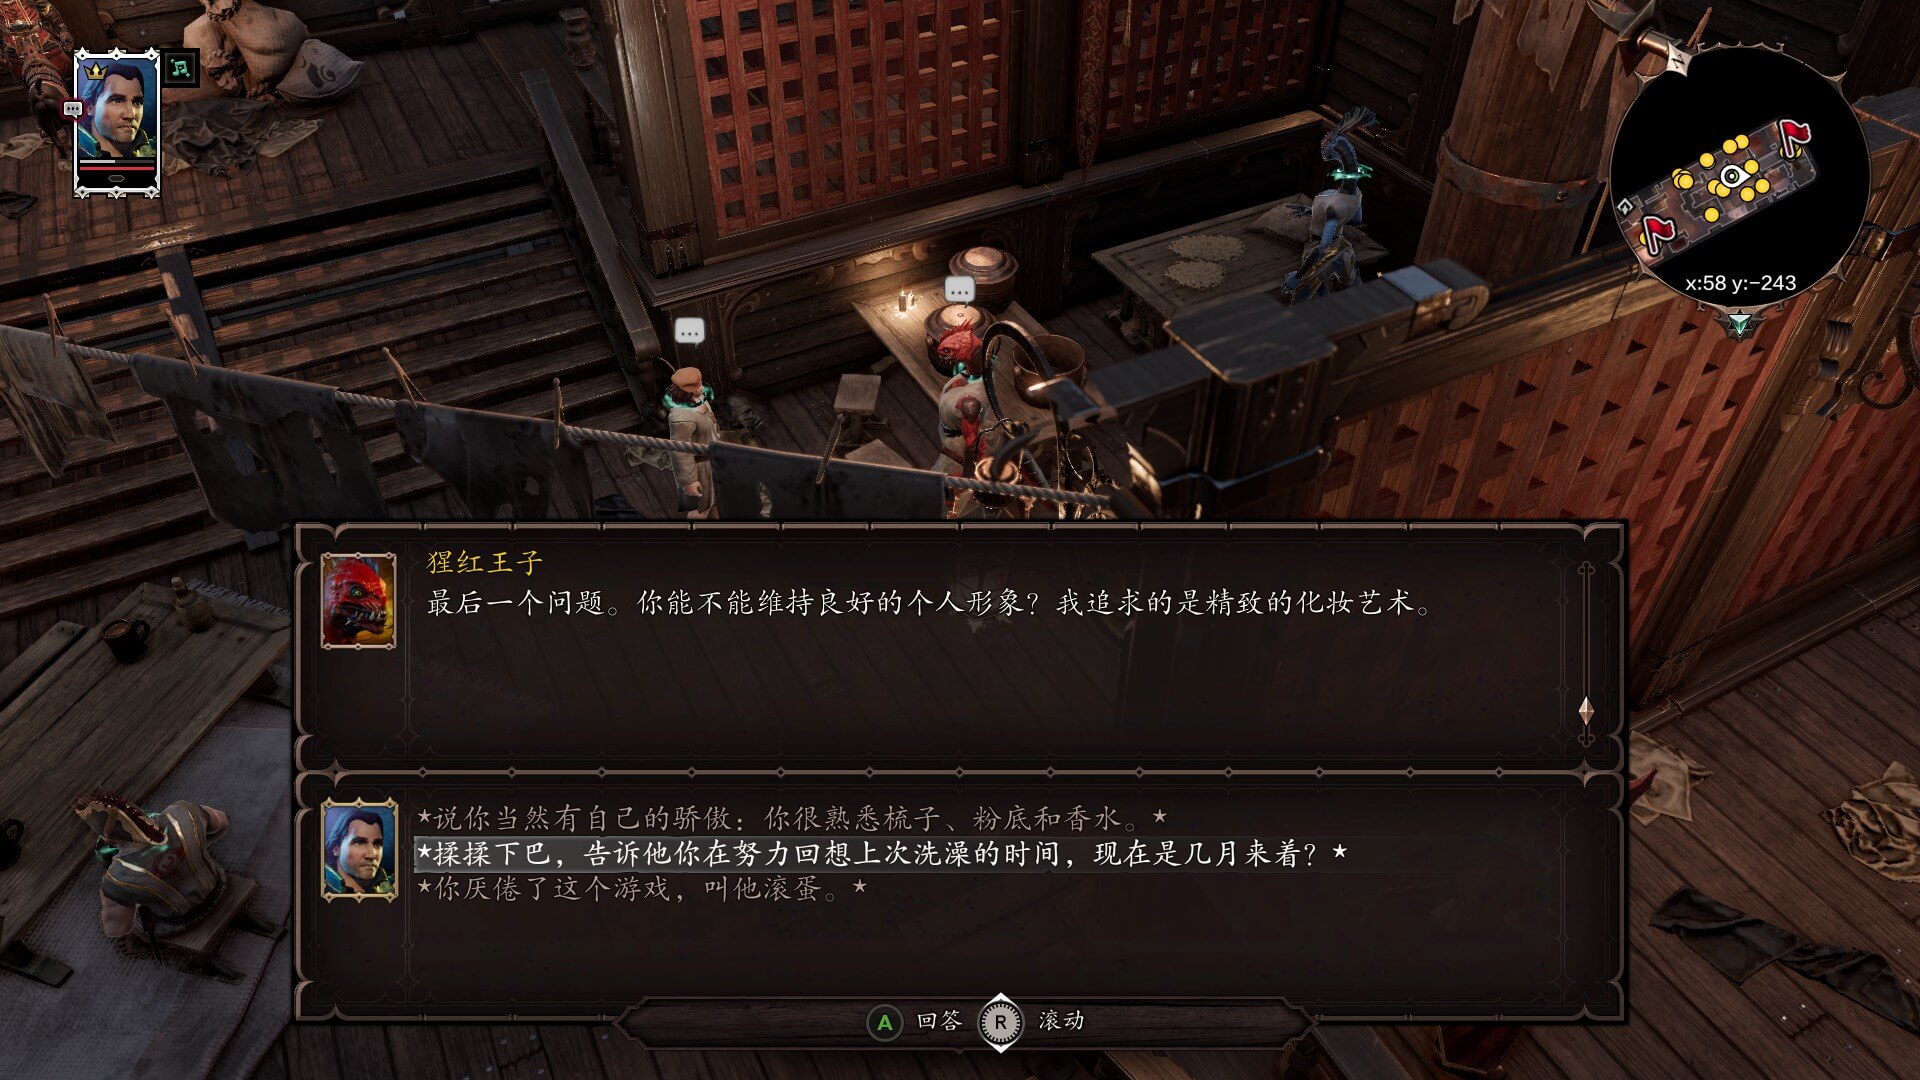 N
x:58 y:-243
猩红王子
最后一个问题。你能不能维持良好的个人形象？我追求的是精致的化妆艺术。
★说你当然有自己的骄傲：你很熟悉梳子、粉底和香水。★
★揉揉下巴，告诉他你在努力回想上次洗澡的时间，现在是几月来着？★
★你厌倦了这个游戏，叫他滚蛋。★
A 回答 R 滚动